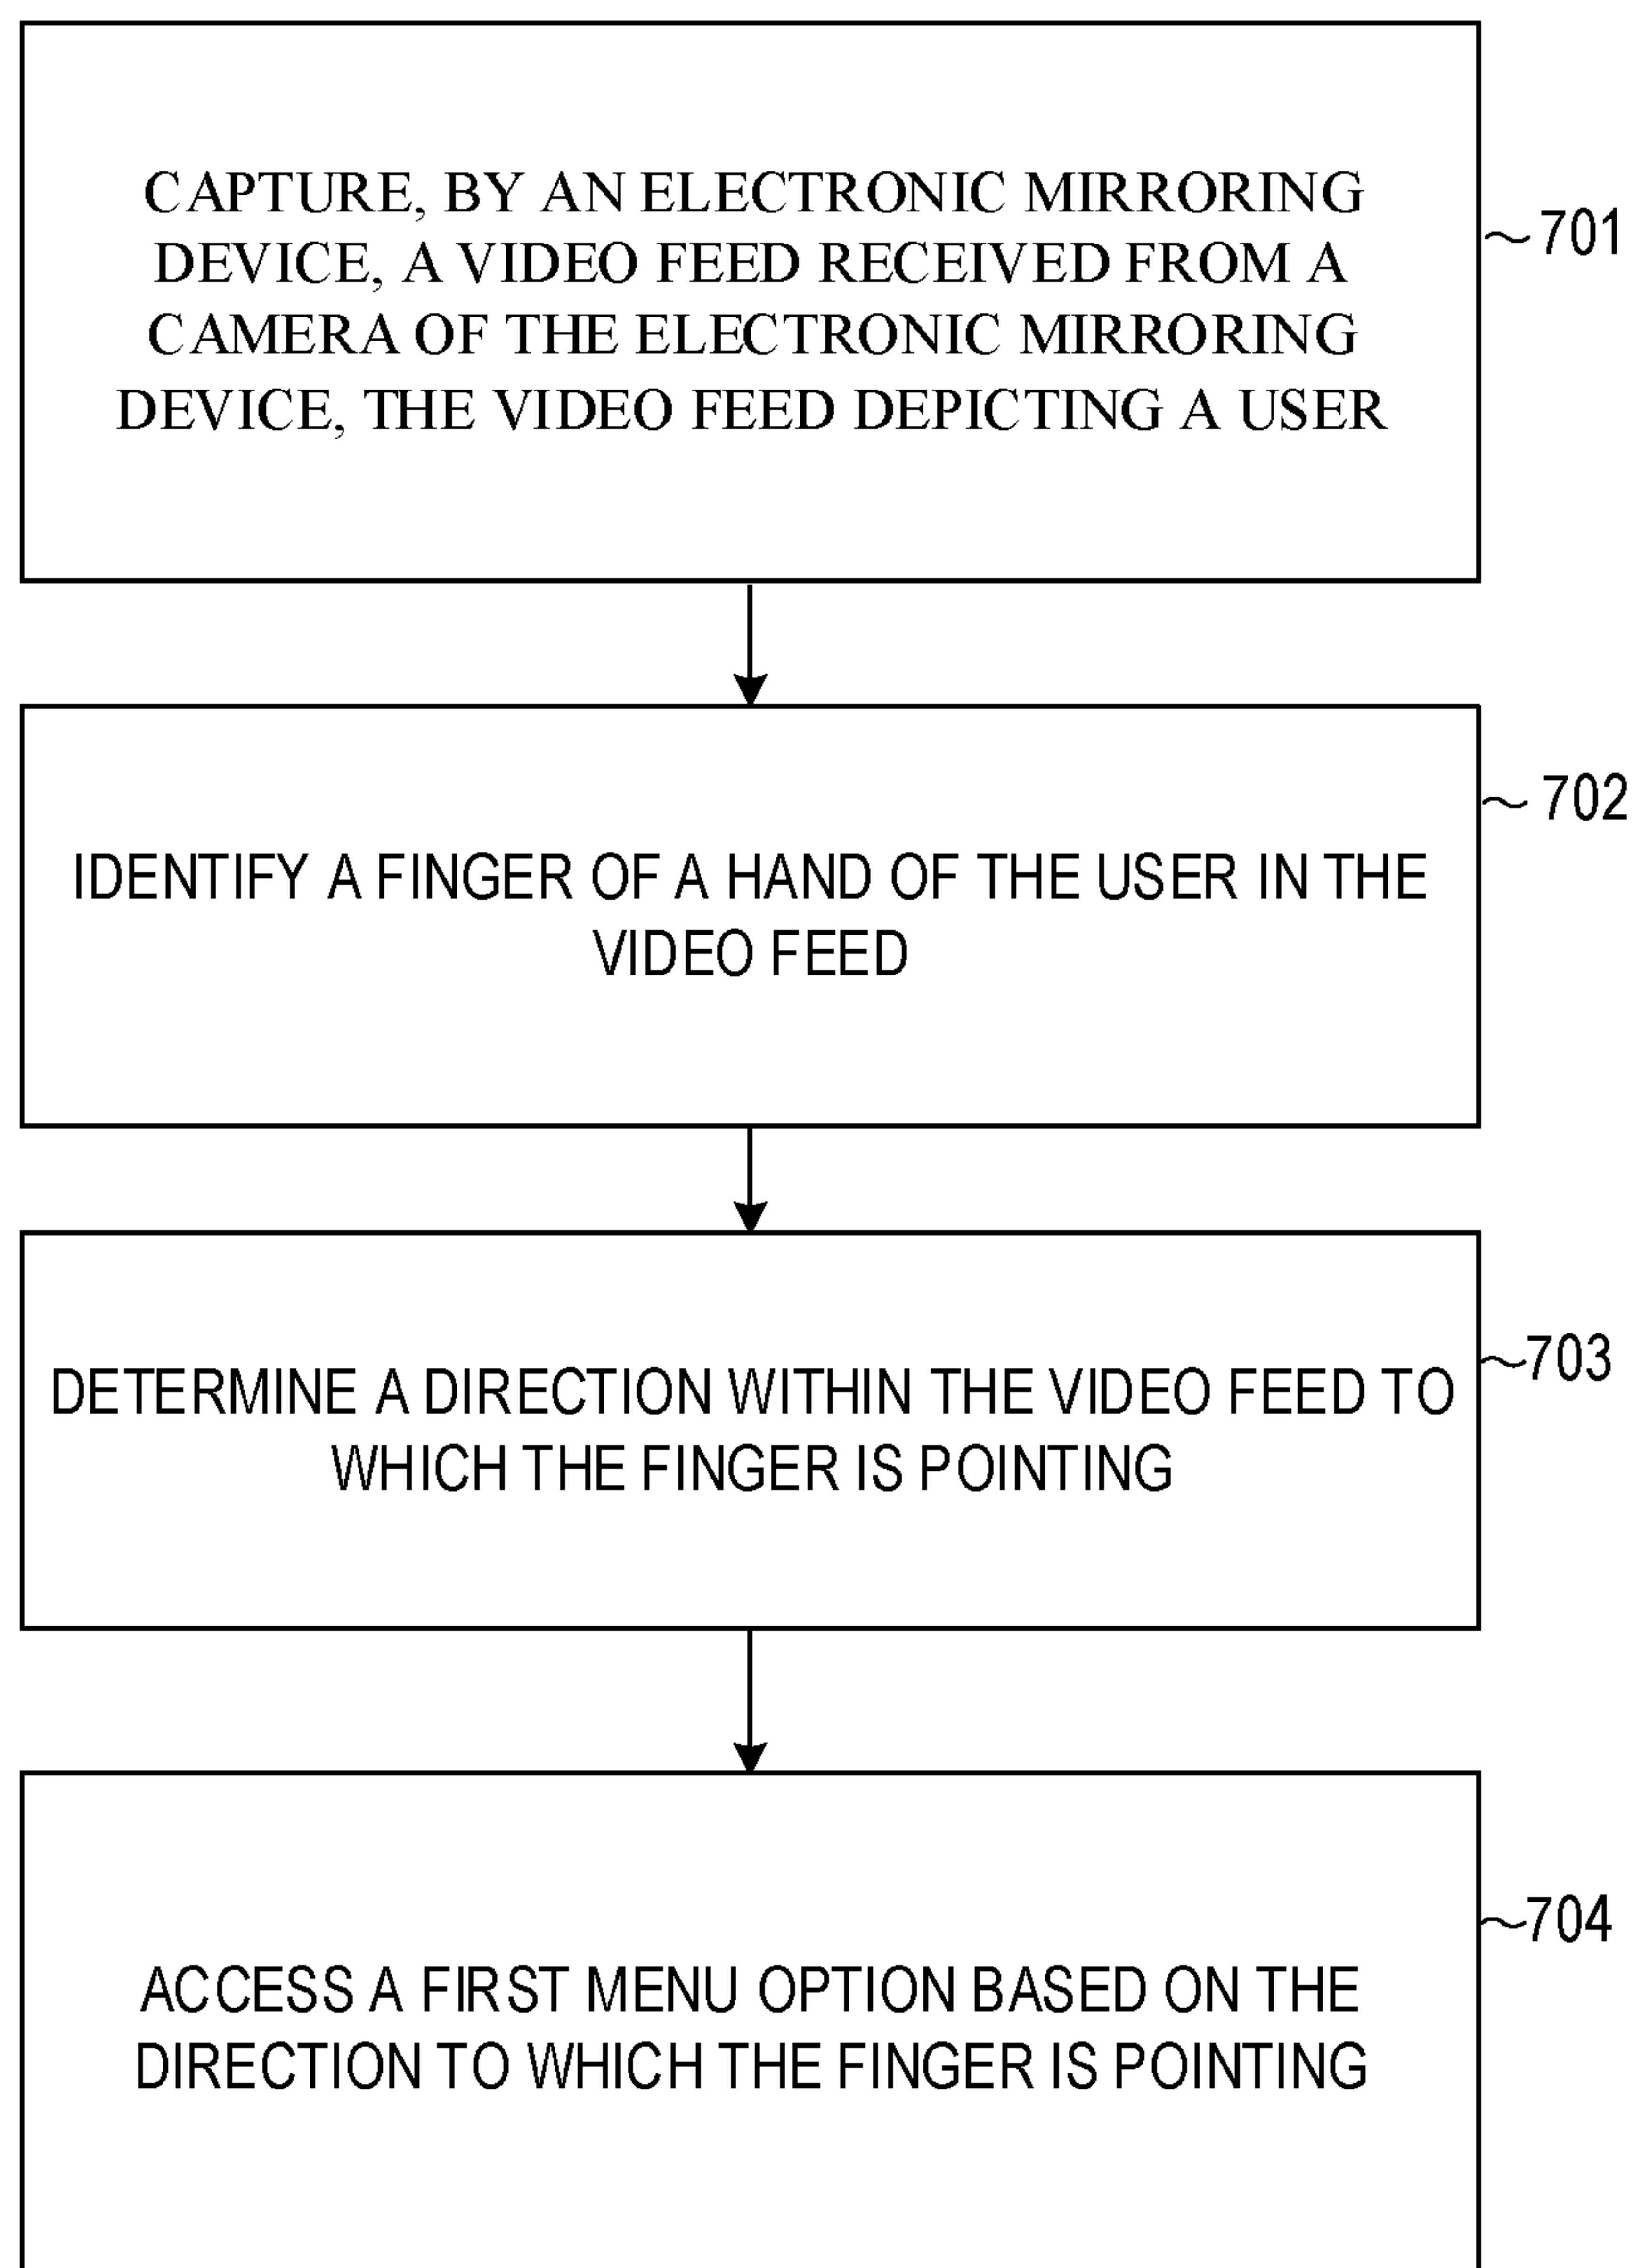 CAPTURE, BY AN ELECTRONIC MIRRORING
DEVICE, A VIDEO FEED RECEIVED FROM A
CAMERA OF THE ELECTRONIC MIRRORING
DEVICE, THE VIDEO FEED DEPICTING A USER
701
702
IDENTIFY A FINGER OF A HAND OF THE USER IN THE
VIDEO FEED
703
DETERMINE A DIRECTION WITHIN THE VIDEO FEED TO
WHICH THE FINGER IS POINTING
704
ACCESS A FIRST MENU OPTION BASED ON THE
DIRECTION TO WHICH THE FINGER IS POINTING